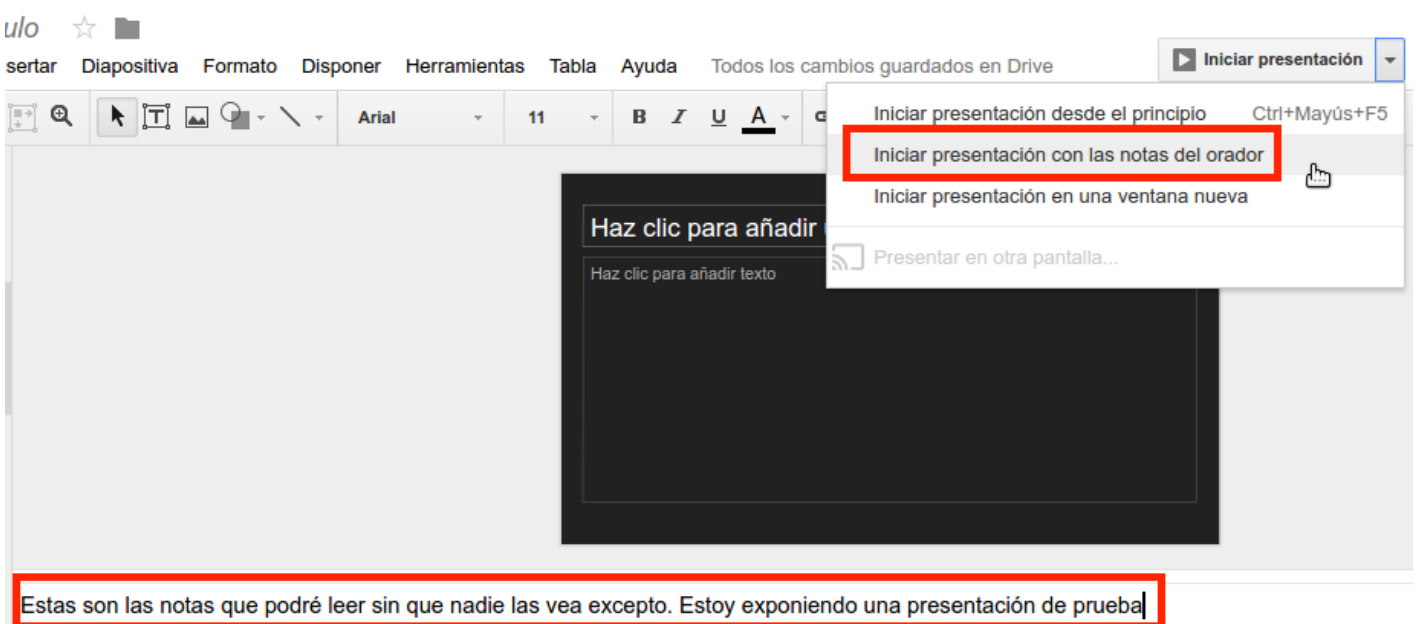 ulo
sertar Diapositiva Formato Disponer Herramientas Tabla Ayuda Todos los cambios guardados en Drive
Iniciar presentación
Arial 11 B I U A
Iniciar presentación desde el principio Ctrl+Mayús+F5
Iniciar presentación con las notas del orador
Iniciar presentación en una ventana nueva
Presentar en otra pantalla...
Haz clic para añadir
Haz clic para añadir texto
Estas son las notas que podré leer sin que nadie las vea excepto. Estoy exponiendo una presentación de prueba